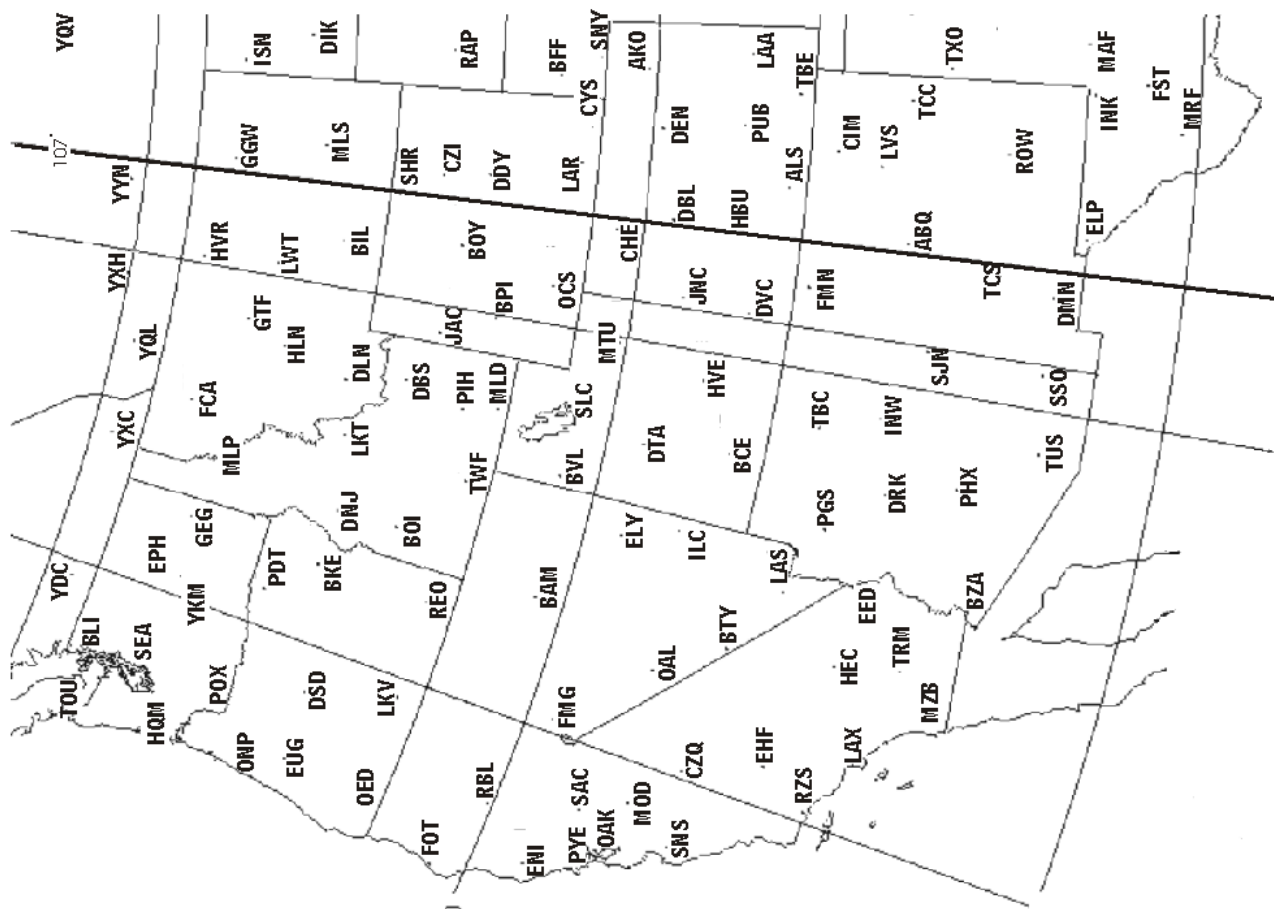 YQV
ISN
DIK
RAP
BFF
SNY
AKO
LAA
TBE
TXO
MAF
FST
MRF
INK
CYS
107
YYN
GGW
MLS
SHR
CZI
DDY
LAR
DEN
PUB
ALS
CIM
LVS
TCC
ROW
YXH
HVR
LWT
BIL
BOY
CHE
DBL
HBU
ABQ
ELP
YQL
GTF
HLN
DLN
JAC
BPI
OCS
MTU
JNC
DVC
FMN
TCS
DMN
YXC
FCA
MLP
LKT
DBS
PIH
MLD
SLC
HVE
TBC
INW
SJN
SSO
DTA
BCE
BVL
TWF
TUS
PHX
DRK
PGS
YDC
EPH
GEG
DNJ
BOI
ELY
ILC
LAS
BZA
YKM
PDT
BKE
REO
BAM
BTY
EED
BLI
SEA
OAL
HEC
TRM
TOU
HQM
POX
DSD
LKV
FMG
MZB
ONP
EUG
OED
RBL
SAC
CZQ
EHF
LAX
RZS
FOT
ENI
PYE
OAK
MOD
SNS